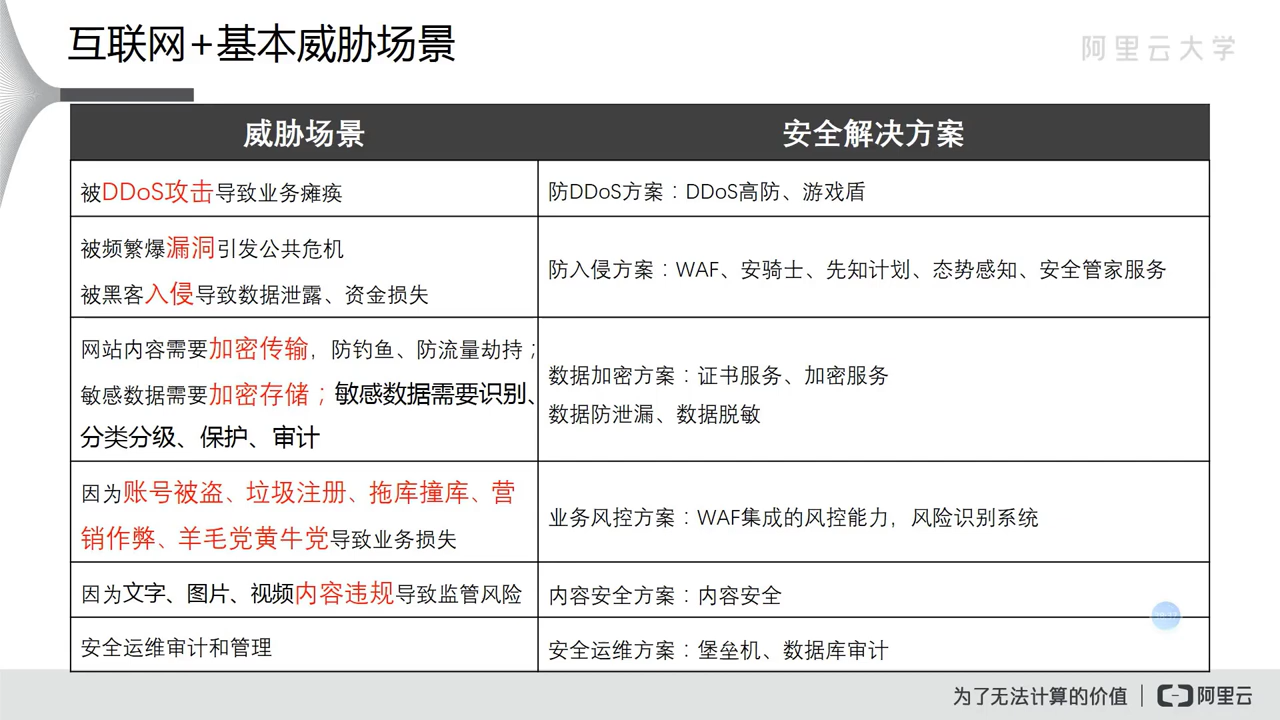 互联网+基本威胁场景
阿里云大学
威胁场景
安全解决方案
被DDoS攻击导致业务瘫痪
防DDoS方案：DDoS高防、游戏盾
被频繁爆漏洞引发公共危机
被黑客入侵导致数据泄露、资金损失
防入侵方案：WAF、安骑士、先知计划、态势感知、安全管家服务
网站内容需要加密传输，防钓鱼、防流量劫持；
敏感数据需要加密存储；敏感数据需要识别、
分类分级、保护、审计
数据加密方案：证书服务、加密服务
数据防泄漏、数据脱敏
因为账号被盗、垃圾注册、拖库撞库、营
销作弊、羊毛党黄牛党导致业务损失
业务风控方案：WAF集成的风控能力，风险识别系统
因为文字、图片、视频内容违规导致监管风险
内容安全方案：内容安全
安全运维审计和管理
安全运维方案：堡垒机、数据库审计
为了无法计算的价值
阿里云